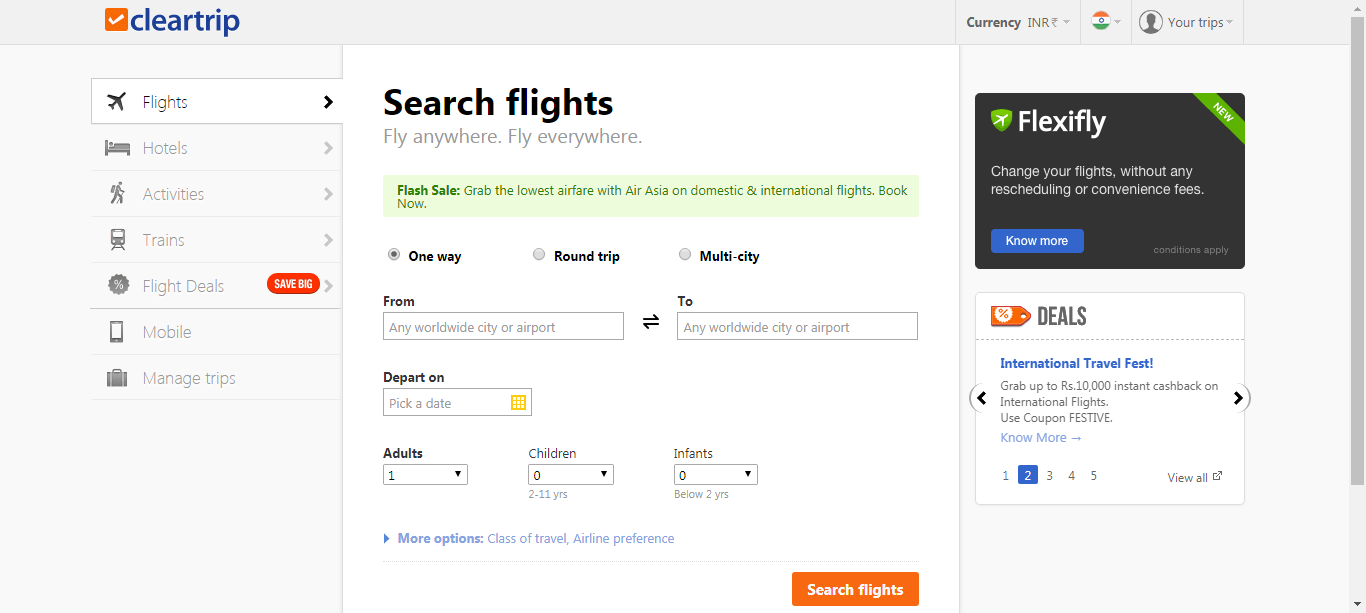 cleartrip
Currency INR₹
Your trips
Flights
Hotels
Activities
Trains
Flight Deals SAVE BIG
Mobile
Manage trips
Search flights
Fly anywhere. Fly everywhere.
Flash Sale: Grab the lowest airfare with Air Asia on domestic & international flights. Book
Now.
One way Round trip Multi-city
From To
Any worldwide city or airport Any worldwide city or airport
Depart on
Pick a date
Adults Children Infants
1 0 0
2-11 yrs Below 2 yrs
More options: Class of travel, Airline preference
Search flights
NEW
Flexifly
Change your flights, without any
rescheduling or convenience fees.
Know more
conditions apply
% DEALS
International Travel Fest!
Grab up to Rs.10,000 instant cashback on
International Flights.
Use Coupon FESTIVE.
Know More →
1 2 3 4 5 View all